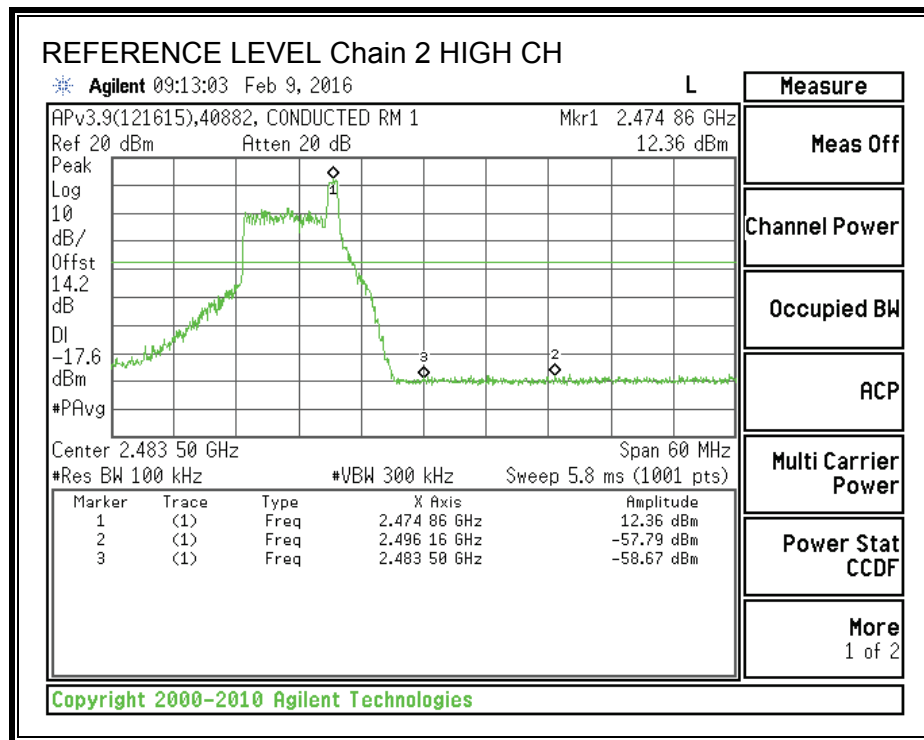 REFERENCE LEVEL Chain 2 HIGH CH
Agilent 09:13:03 Feb 9, 2016 L
APv3.9(121615),40882, CONDUCTED RM 1 Mkr1 2.474 86 GHz
Ref 20 dBm Atten 20 dB 12.36 dBm
Peak
Log
10
dB/
Offst
14.2
dB
DI
-17.6
dBm
#PAvg
1
3
2
Center 2.483 50 GHz Span 60 MHz
#Res BW 100 kHz #VBW 300 kHz Sweep 5.8 ms (1001 pts)
Marker Trace Type X Axis Amplitude
1 (1) Freq 2.474 86 GHz 12.36 dBm
2 (1) Freq 2.496 16 GHz -57.79 dBm
3 (1) Freq 2.483 50 GHz -58.67 dBm
Measure
Meas Off
Channel Power
Occupied BW
ACP
Multi Carrier
Power
Power Stat
CCDF
More
1 of 2
Copyright 2000-2010 Agilent Technologies